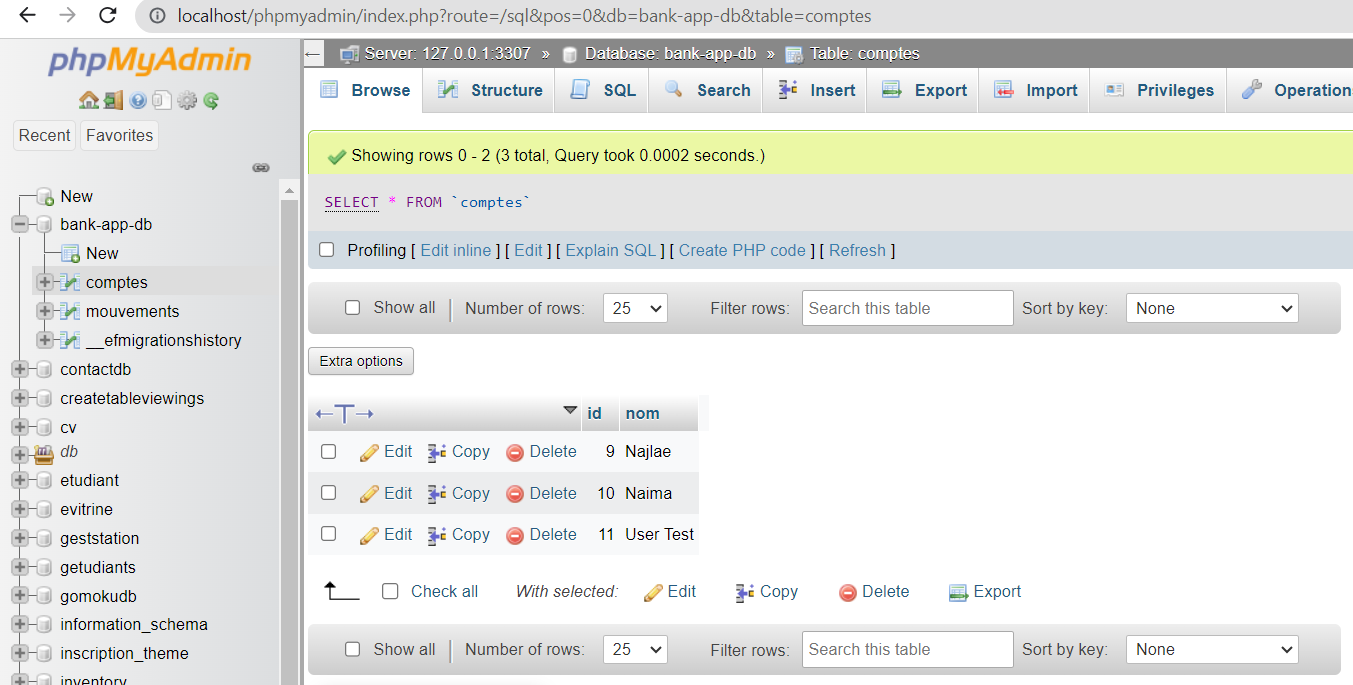 localhost/phpmyadmin/index.php?route=/sql&pos=0&db=bank-app-db&table=comptes
phpMyAdmin
Recent Favorites
New
bank-app-db
New
comptes
mouvements
__efmigrationshistory
contactdb
createtableviewings
cv
db
etudiant
evitrine
geststation
getudiants
gomokudb
information_schema
inscription_theme
inventory
Server: 127.0.0.1:3307 » Database: bank-app-db » Table: comptes
Browse Structure SQL Search Insert Export Import Privileges Operation
Showing rows 0 - 2 (3 total, Query took 0.0002 seconds.)
SELECT * FROM `comptes`
Profiling [ Edit inline ] [ Edit ] [ Explain SQL ] [ Create PHP code ] [ Refresh ]
Show all | Number of rows: 25 Filter rows: Search this table Sort by key: None
Extra options
←T→ id nom
Edit Copy Delete 9 Najlae
Edit Copy Delete 10 Naima
Edit Copy Delete 11 User Test
Check all With selected: Edit Copy Delete Export
Show all | Number of rows: 25 Filter rows: Search this table Sort by key: None